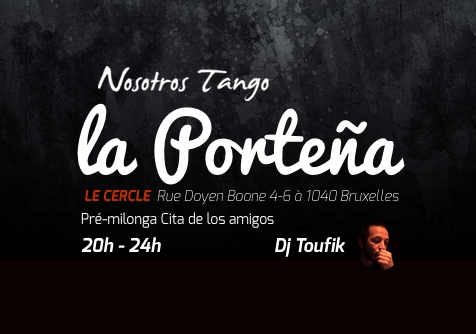 Nosotros Tango
la Porteña
LE CERCLE Rue Doyen Boone 4-6 à 1040 Bruxelles
Pré-milonga Cita de los amigos
20h - 24h Dj Toufik